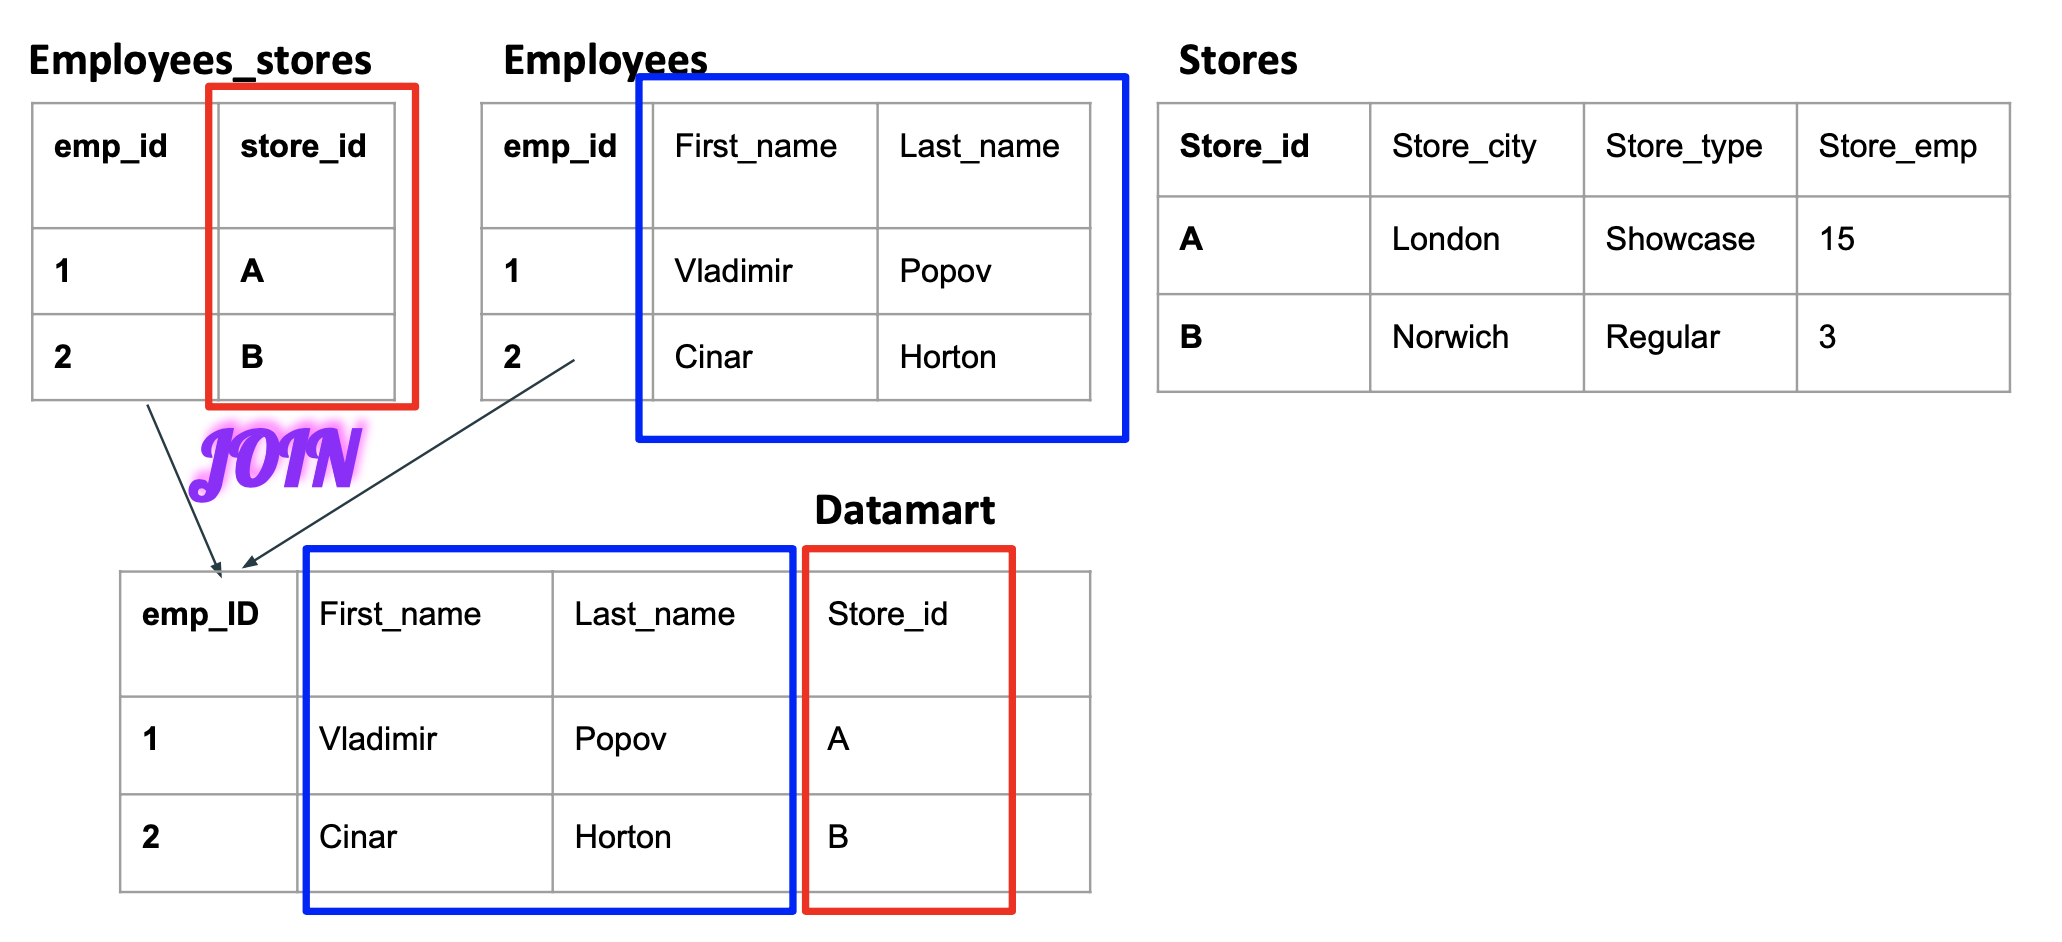 Employees_stores
emp_id store_id
1 A
2 B
Employees
emp_id First_name Last_name
1 Vladimir Popov
2 Cinar Horton
Stores
Store_id Store_city Store_type Store_emp
A London Showcase 15
B Norwich Regular 3
JOIN
Datamart
emp_ID First_name Last_name Store_id
1 Vladimir Popov A
2 Cinar Horton B